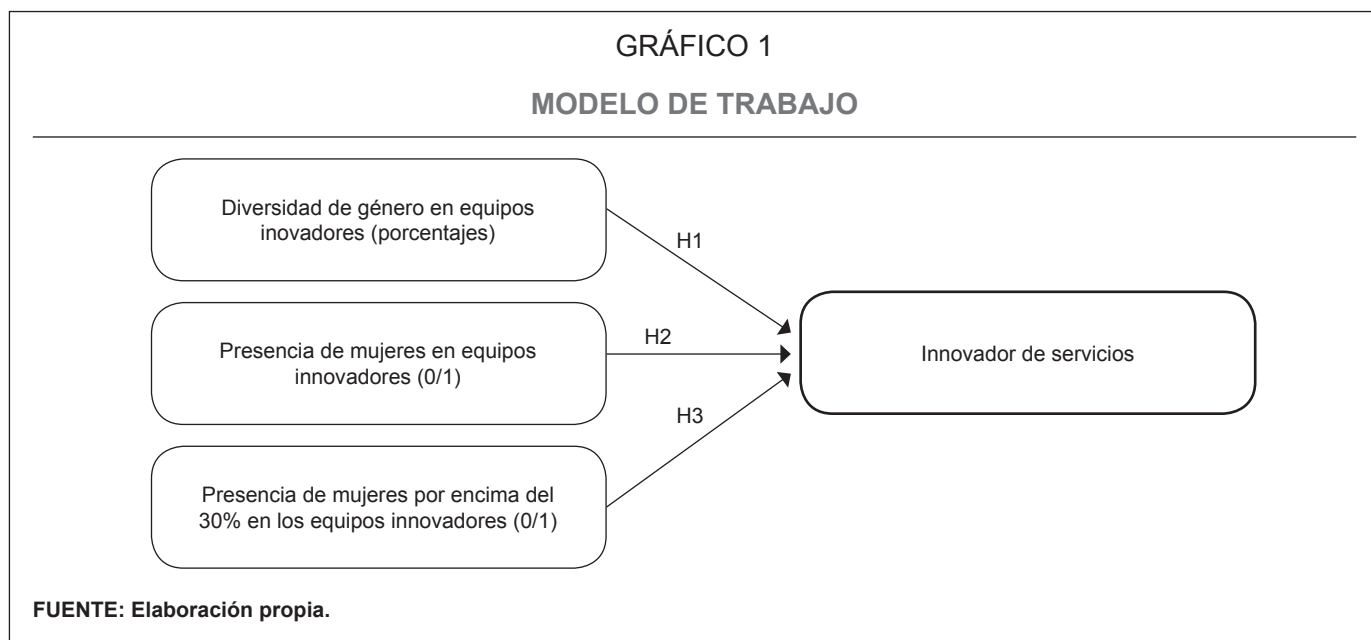 GRÁFICO 1
MODELO DE TRABAJO
Diversidad de género en equipos
inovadores (porcentajes)
H1
Presencia de mujeres en equipos
innovadores (0/1)
H2
Innovador de servicios
H3
Presencia de mujeres por encima del
30% en los equipos innovadores (0/1)
FUENTE: Elaboración propia.